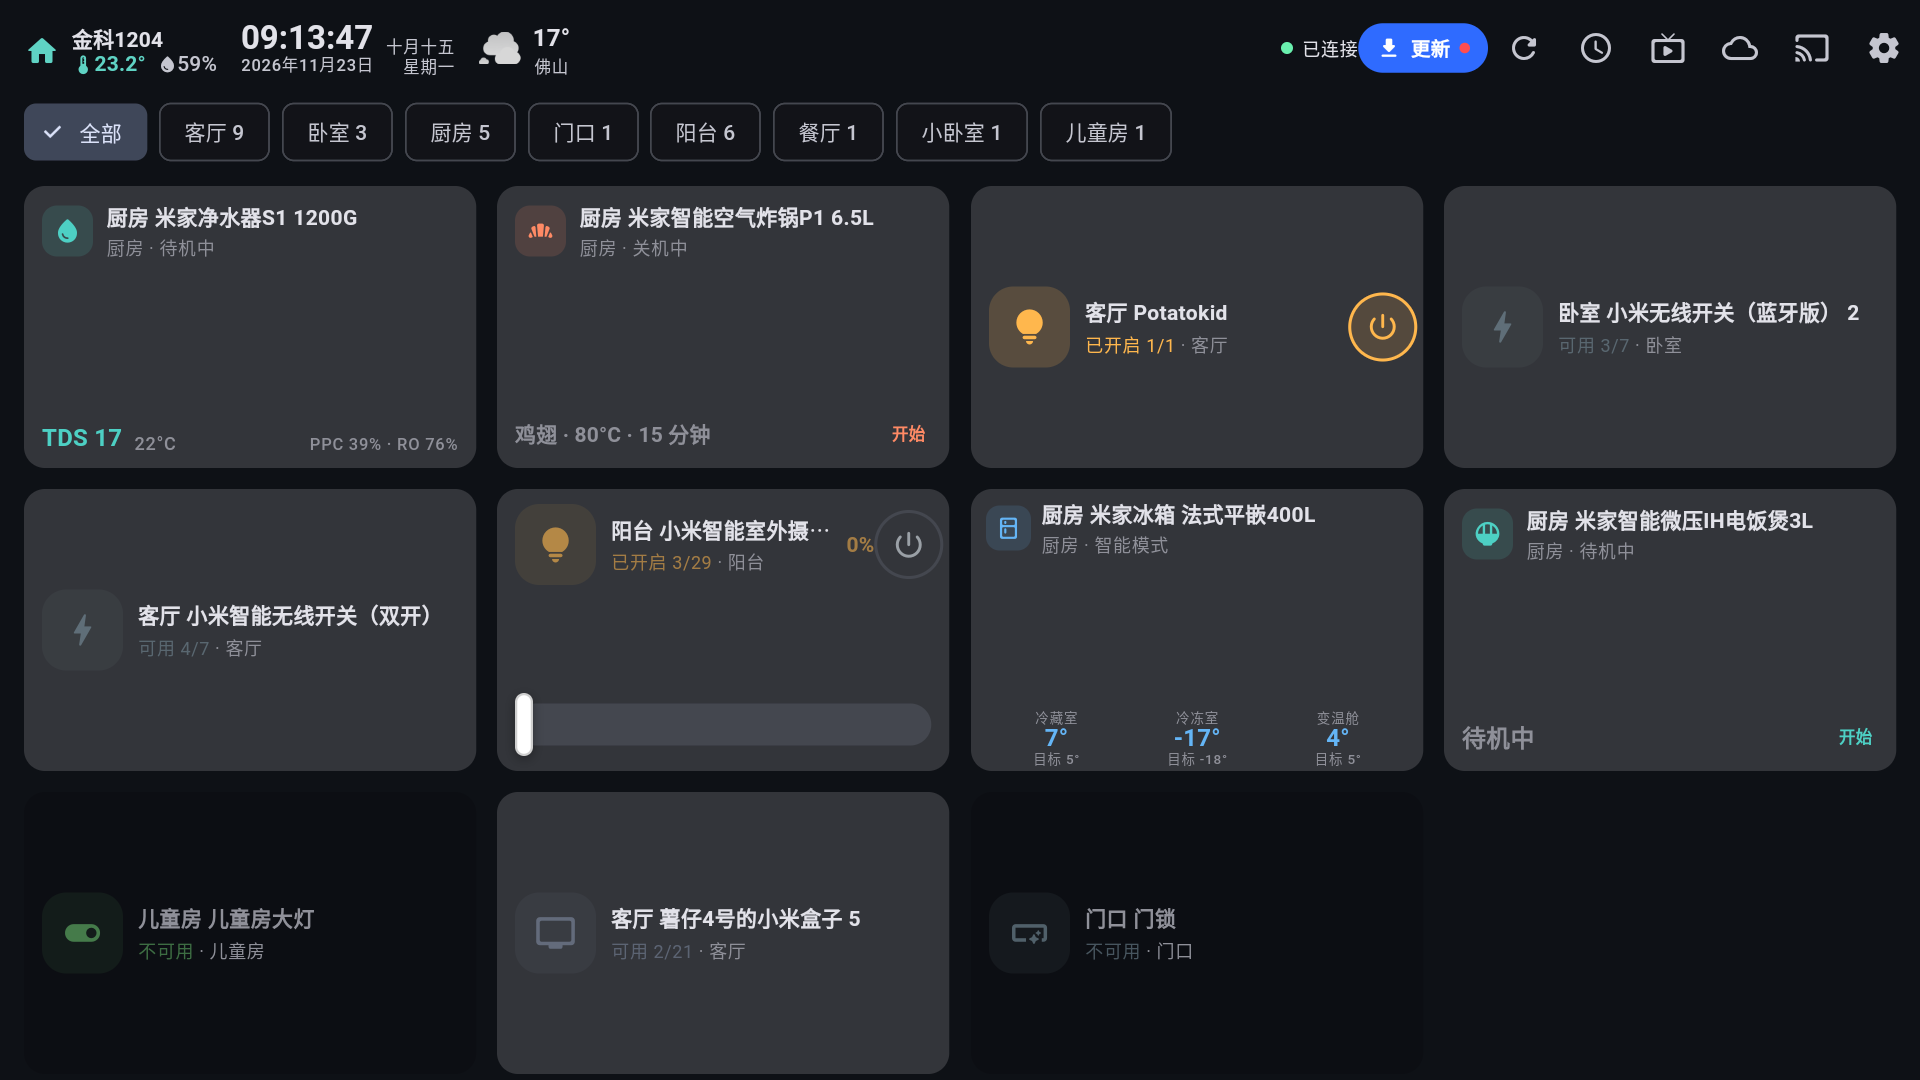 金科1204
23.2° 59%
09:13:47
2026年11月23日
十月十五
星期一
17°
佛山
已连接
更新
全部
客厅 9
卧室 3
厨房 5
门口 1
阳台 6
餐厅 1
小卧室 1
儿童房 1
厨房 米家净水器S1 1200G
厨房 · 待机中
TDS 17 22°C
PPC 39% · RO 76%
厨房 米家智能空气炸锅P1 6.5L
厨房 · 关机中
鸡翅 · 80°C · 15 分钟
开始
客厅 Potatokid
已开启 1/1 · 客厅
卧室 小米无线开关（蓝牙版） 2
可用 3/7 · 卧室
客厅 小米智能无线开关（双开）
可用 4/7 · 客厅
阳台 小米智能室外摄…
已开启 3/29 · 阳台
0%
厨房 米家冰箱 法式平嵌400L
厨房 · 智能模式
冷藏室
7°
目标 5°
冷冻室
-17°
目标 -18°
变温舱
4°
目标 5°
厨房 米家智能微压IH电饭煲3L
厨房 · 待机中
待机中
开始
儿童房 儿童房大灯
不可用 · 儿童房
客厅 薯仔4号的小米盒子 5
可用 2/21 · 客厅
门口 门锁
不可用 · 门口